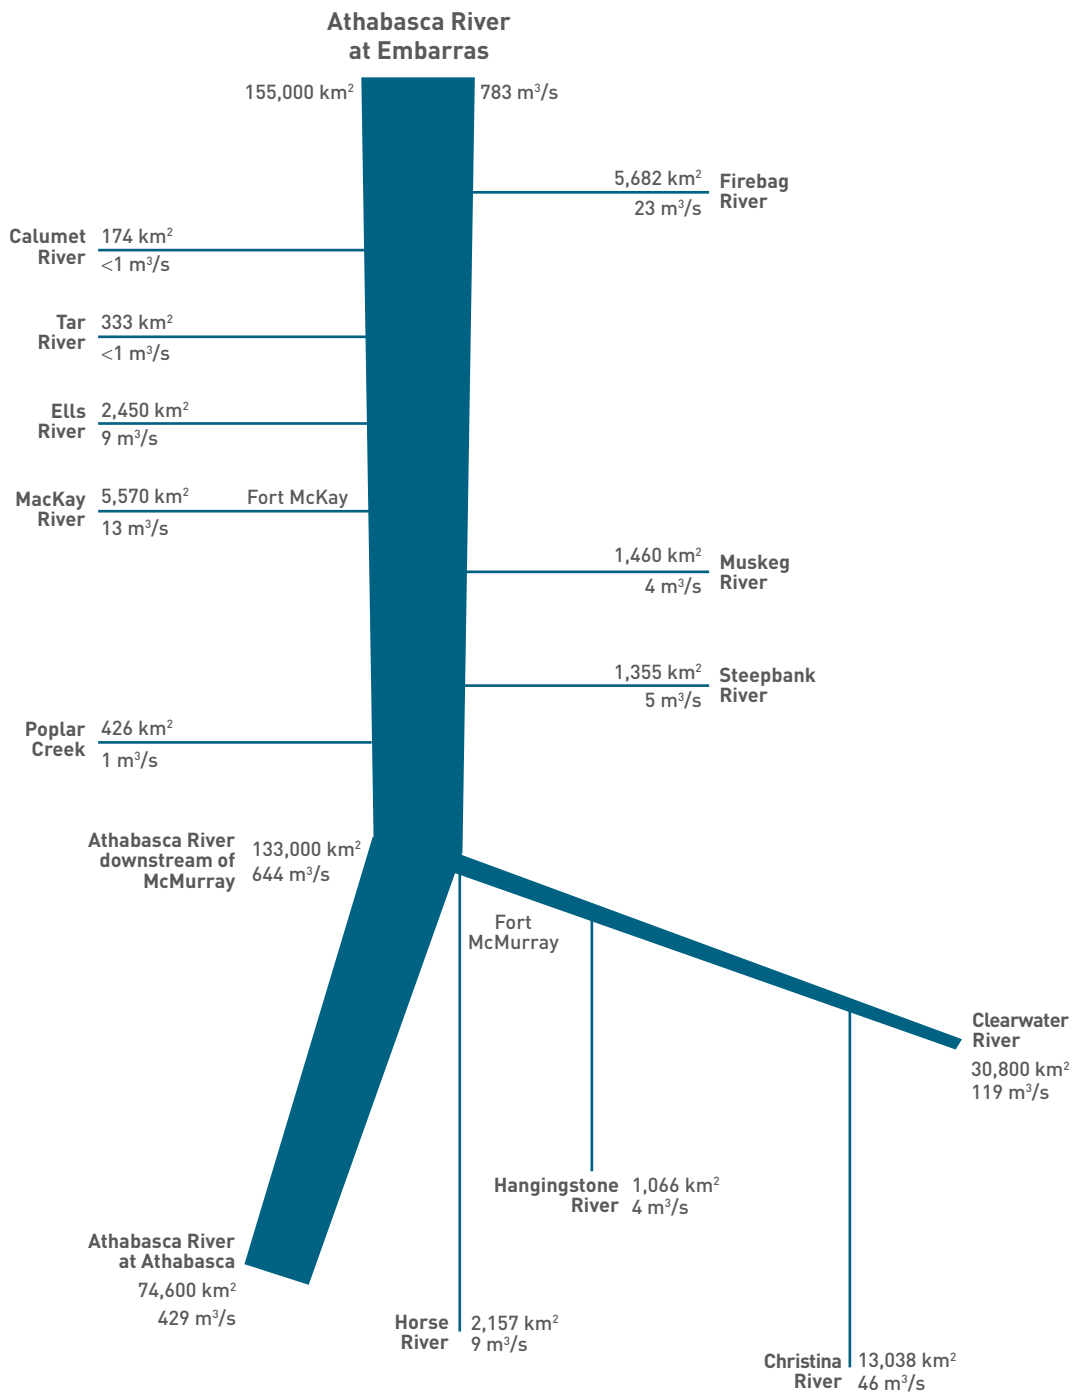 Athabasca River
at Embarras
155,000 km²
783 m³/s
5,682 km²
23 m³/s
Firebag
River
Calumet
River
174 km²
<1 m³/s
Tar
River
333 km²
<1 m³/s
Ells
River
2,450 km²
9 m³/s
MacKay
River
5,570 km²
13 m³/s
Fort McKay
1,460 km²
4 m³/s
Muskeg
River
1,355 km²
5 m³/s
Steepbank
River
Poplar
Creek
426 km²
1 m³/s
Athabasca River
downstream of
McMurray
133,000 km²
644 m³/s
Fort
McMurray
Clearwater
River
30,800 km²
119 m³/s
Hangingstone
River
1,066 km²
4 m³/s
Athabasca River
at Athabasca
74,600 km²
429 m³/s
Horse
River
2,157 km²
9 m³/s
Christina
River
13,038 km²
46 m³/s